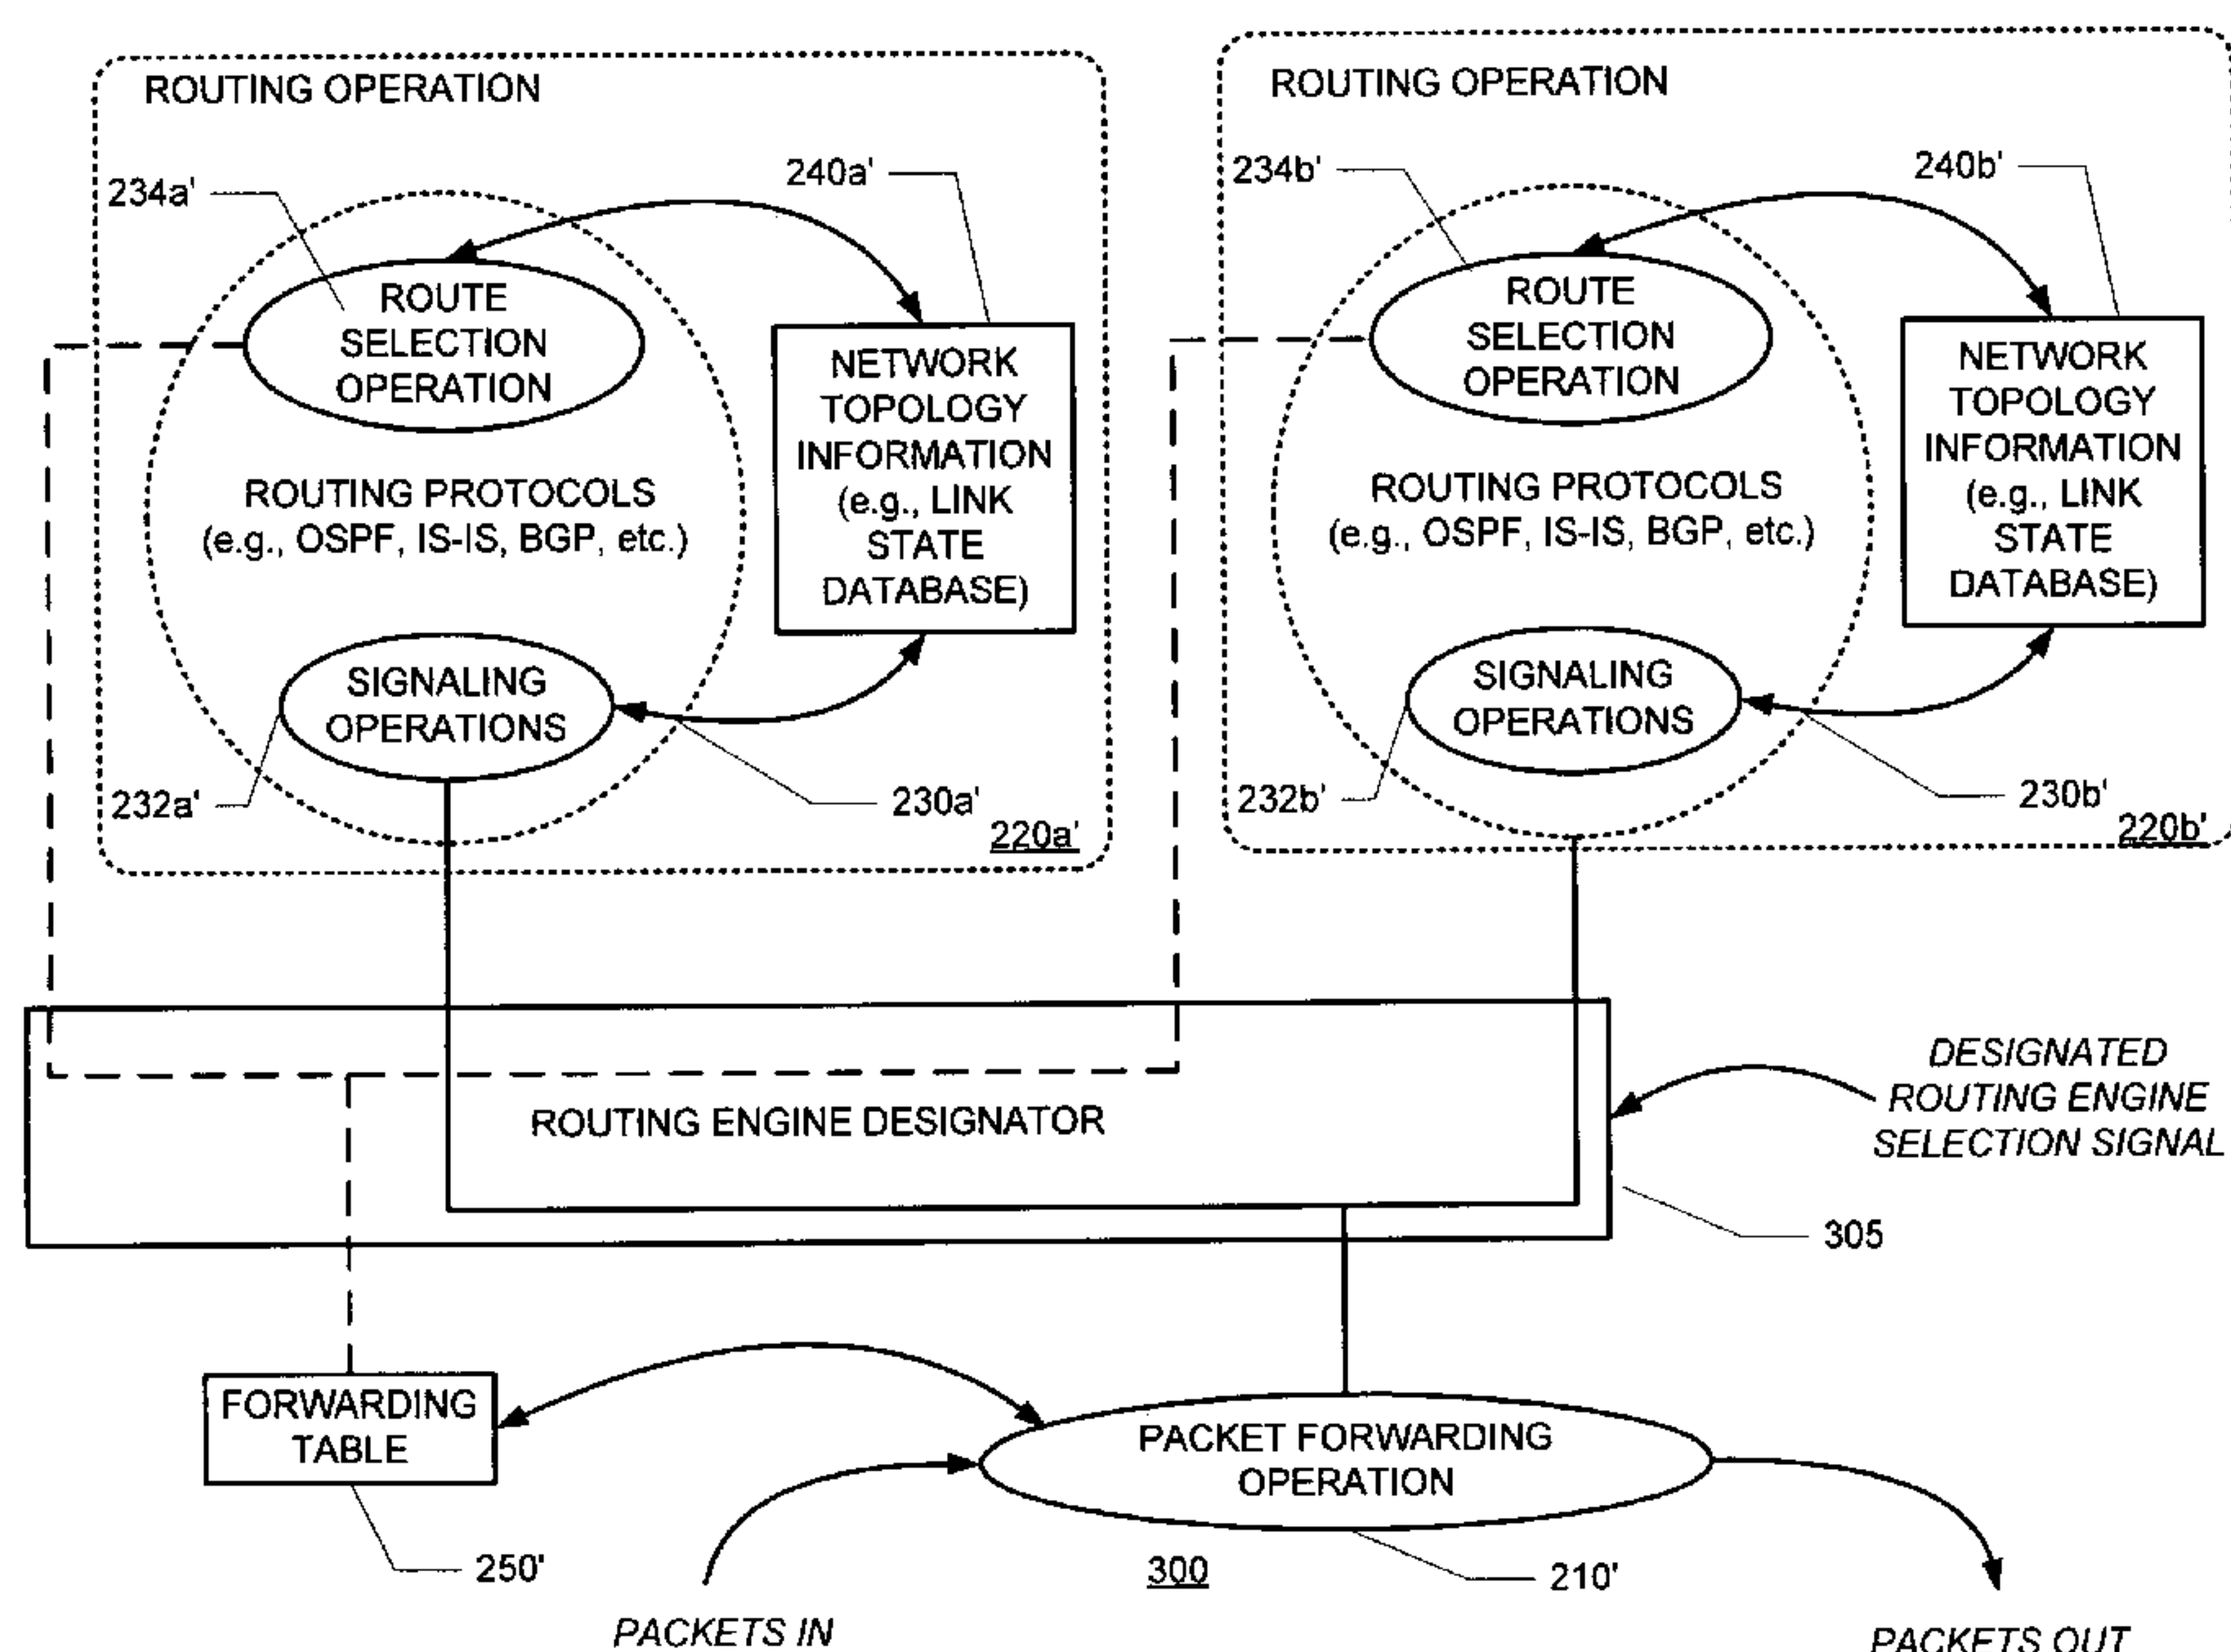 ROUTING OPERATION
234a'
240a'
ROUTE
SELECTION
OPERATION
NETWORK
TOPOLOGY
INFORMATION
(e.g., LINK
STATE
DATABASE)
ROUTING PROTOCOLS
(e.g., OSPF, IS-IS, BGP, etc.)
SIGNALING
OPERATIONS
232a'
230a'
220a'
ROUTING OPERATION
234b'
240b'
ROUTE
SELECTION
OPERATION
NETWORK
TOPOLOGY
INFORMATION
(e.g., LINK
STATE
DATABASE)
ROUTING PROTOCOLS
(e.g., OSPF, IS-IS, BGP, etc.)
SIGNALING
OPERATIONS
232b'
230b'
220b'
ROUTING ENGINE DESIGNATOR
DESIGNATED
ROUTING ENGINE
SELECTION SIGNAL
305
FORWARDING
TABLE
250'
PACKET FORWARDING
OPERATION
300
210'
PACKETS IN
PACKETS OUT